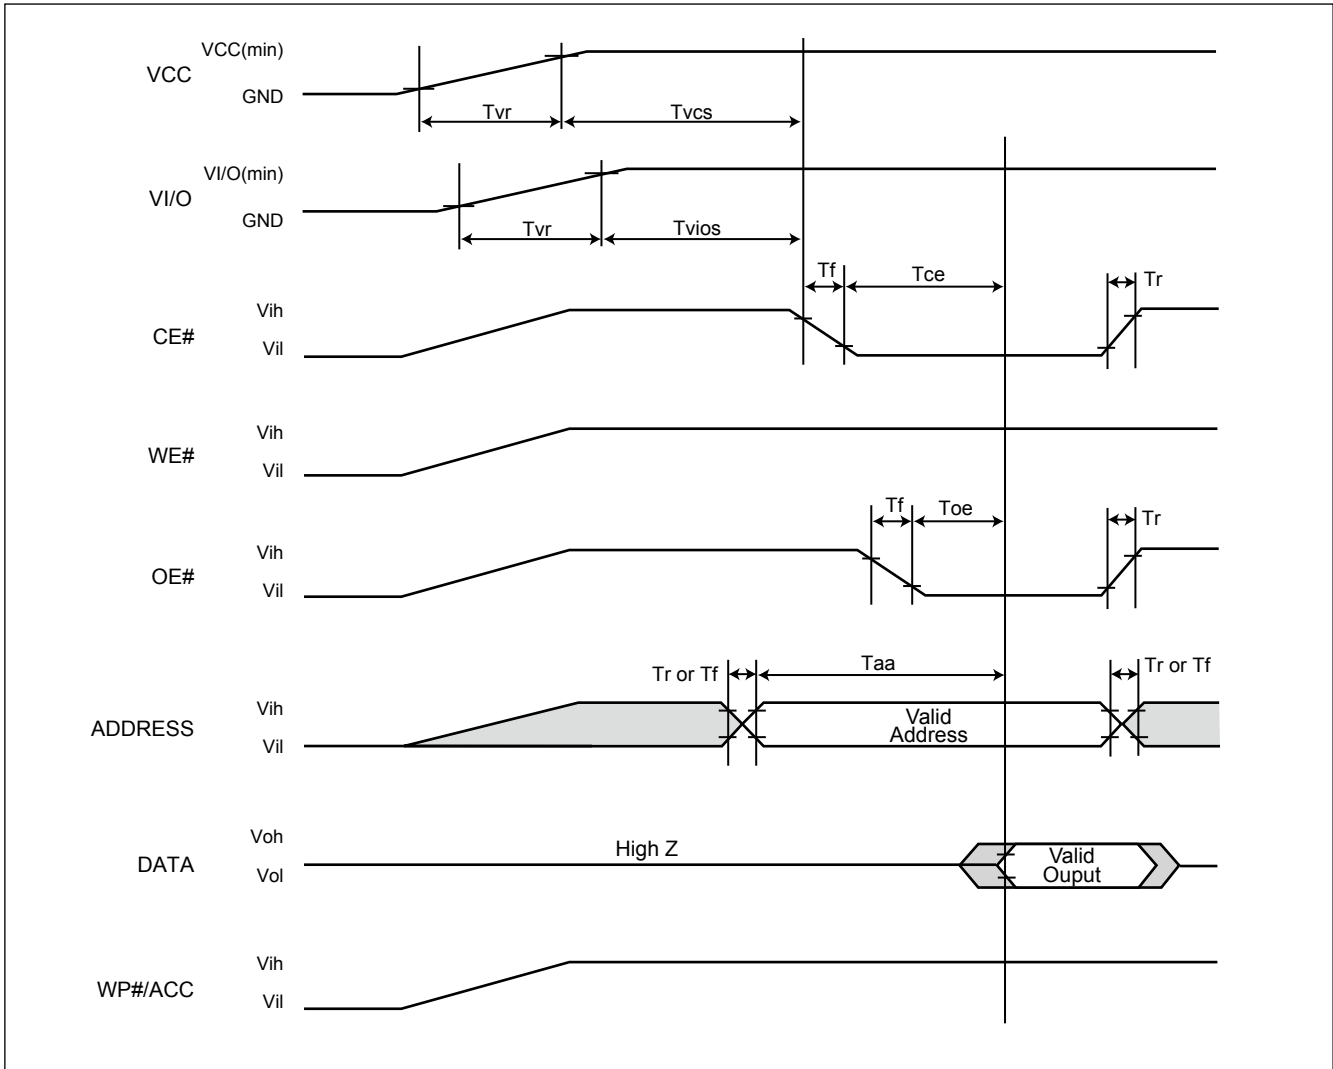 VCC(min)
VCC
GND
Tvr
Tvcs
VI/O(min)
VI/O
GND
Tvr
Tvios
Tf
Tce
Tr
Vih
CE#
Vil
Vih
WE#
Vil
Tf
Toe
Tr
Vih
OE#
Vil
Tr or Tf
Taa
Tr or Tf
Vih
ADDRESS
Vil
Valid
Address
Voh
DATA
Vol
High Z
Valid
Ouput
Vih
WP#/ACC
Vil